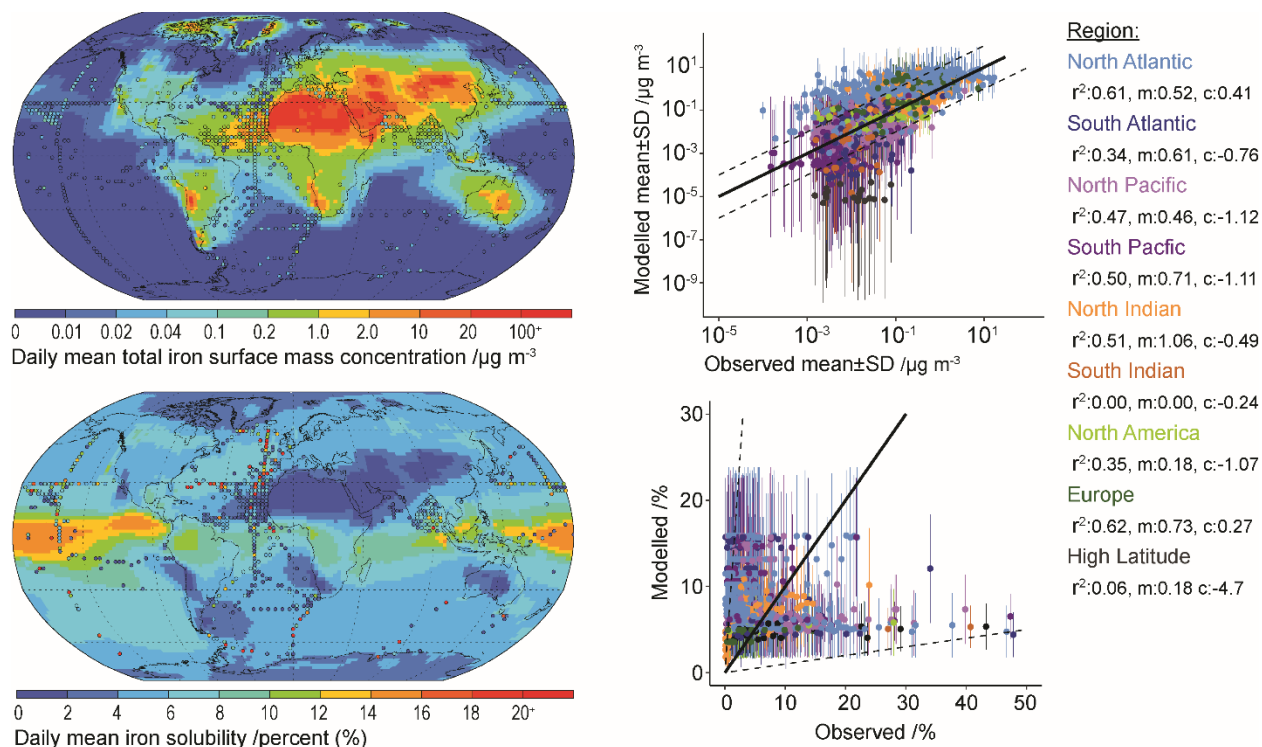 0 0.01 0.02 0.04 0.1 0.2 1.0 2.0 10 20 100⁺
Daily mean total iron surface mass concentration /µg m⁻³
0 2 4 6 8 10 12 14 16 18 20⁺
Daily mean iron solubility /percent (%)
Modelled mean±SD /µg m⁻³
10¹
10⁻¹
10⁻³
10⁻⁵
10⁻⁷
10⁻⁹
10⁻⁵ 10⁻³ 10⁻¹ 10¹
Observed mean±SD /µg m⁻³
Modelled /%
30
20
10
0
0 10 20 30 40 50
Observed /%
Region:
North Atlantic
r²:0.61, m:0.52, c:0.41
South Atlantic
r²:0.34, m:0.61, c:-0.76
North Pacific
r²:0.47, m:0.46, c:-1.12
South Pacfic
r²:0.50, m:0.71, c:-1.11
North Indian
r²:0.51, m:1.06, c:-0.49
South Indian
r²:0.00, m:0.00, c:-0.24
North America
r²:0.35, m:0.18, c:-1.07
Europe
r²:0.62, m:0.73, c:0.27
High Latitude
r²:0.06, m:0.18 c:-4.7